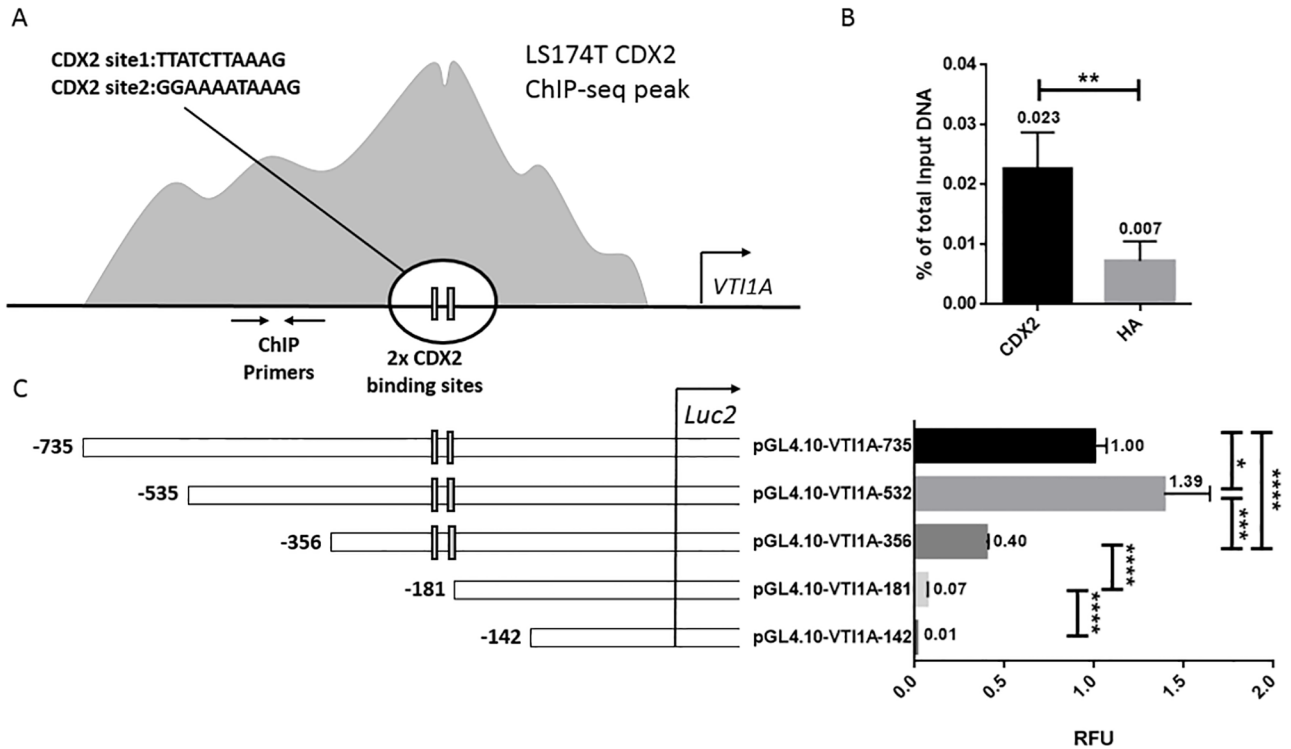 A
CDX2 site1:TTATCTTAAAG
CDX2 site2:GGAAAATAAAG
LS174T CDX2
ChIP-seq peak
VTI1A
ChIP
Primers
2x CDX2
binding sites
B
% of total Input DNA
0.04
0.03
0.02
0.01
0.00
**
0.023
0.007
CDX2
HA
C
Luc2
-735
-535
-356
-181
-142
pGL4.10-VTI1A-735
pGL4.10-VTI1A-532
pGL4.10-VTI1A-356
pGL4.10-VTI1A-181
pGL4.10-VTI1A-142
1.00
1.39
0.40
0.07
0.01
*
***
****
****
****
0.0
0.5
1.0
1.5
2.0
RFU